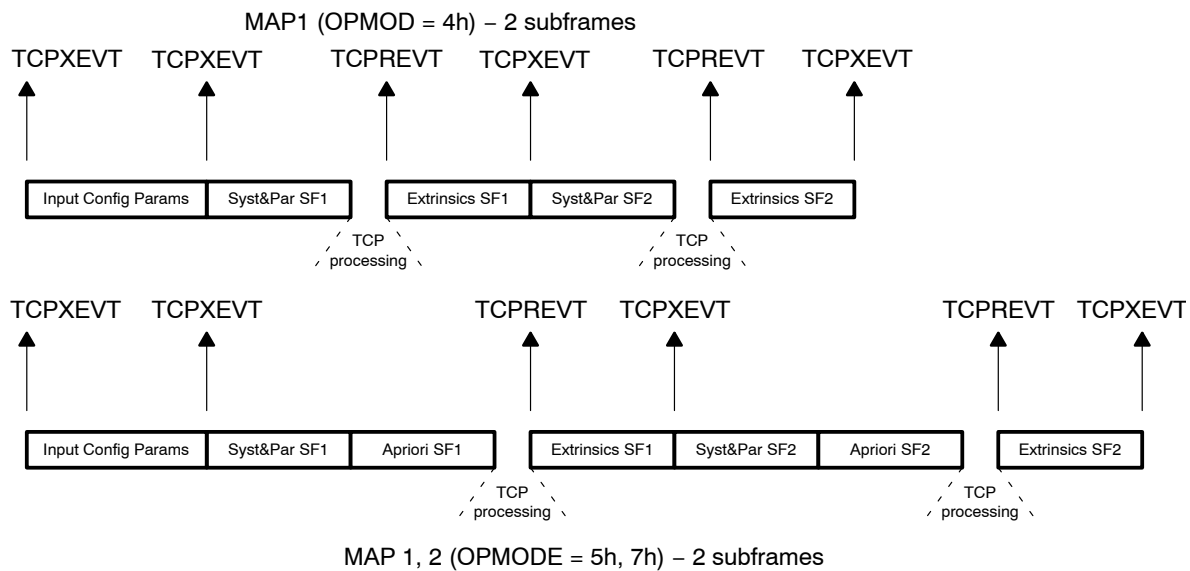 MAP1 (OPMOD = 4h) − 2 subframes
TCPXEVT TCPXEVT TCPREVT TCPXEVT TCPREVT TCPXEVT
Input Config Params Syst&Par SF1 Extrinsics SF1 Syst&Par SF2 Extrinsics SF2
TCP TCP
processing processing
TCPXEVT TCPXEVT TCPREVT TCPXEVT TCPREVT TCPXEVT
Input Config Params Syst&Par SF1 Apriori SF1 Extrinsics SF1 Syst&Par SF2 Apriori SF2 Extrinsics SF2
TCP TCP
processing processing
MAP 1, 2 (OPMODE = 5h, 7h) − 2 subframes